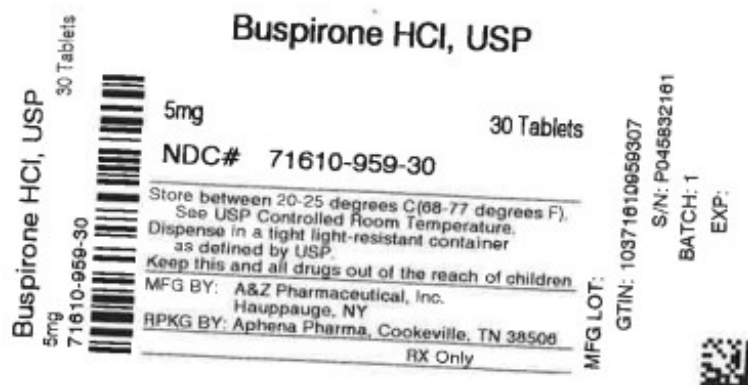 Buspirone HCl, USP
5mg
30 Tablets
NDC# 71610-959-30
Store between 20-25 degrees C(68-77 degrees F).
See USP Controlled Room Temperature.
Dispense in a tight light-resistant container
as defined by USP.
Keep this and all drugs out of the reach of children
MFG BY: A&Z Pharmaceutical, Inc.
Hauppauge, NY
RPKG BY: Aphena Pharma, Cookeville, TN 38506
RX Only
Buspirone HCl, USP
30 Tablets
5mg
71610-959-30
MFG LOT:
GTIN: 10371610959307
S/N: P045832161
BATCH: 1
EXP: